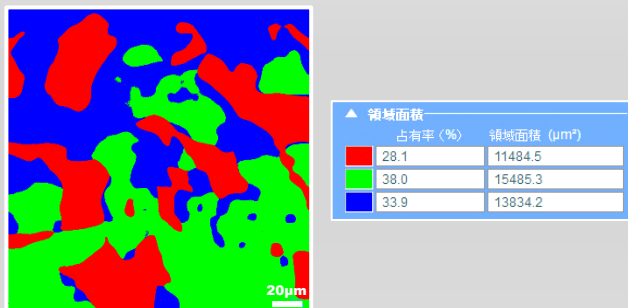 ▲ 領域面積
占有率 (%) 領域面積 (μm²)
28.1 11484.5
38.0 15485.3
33.9 13834.2
20μm